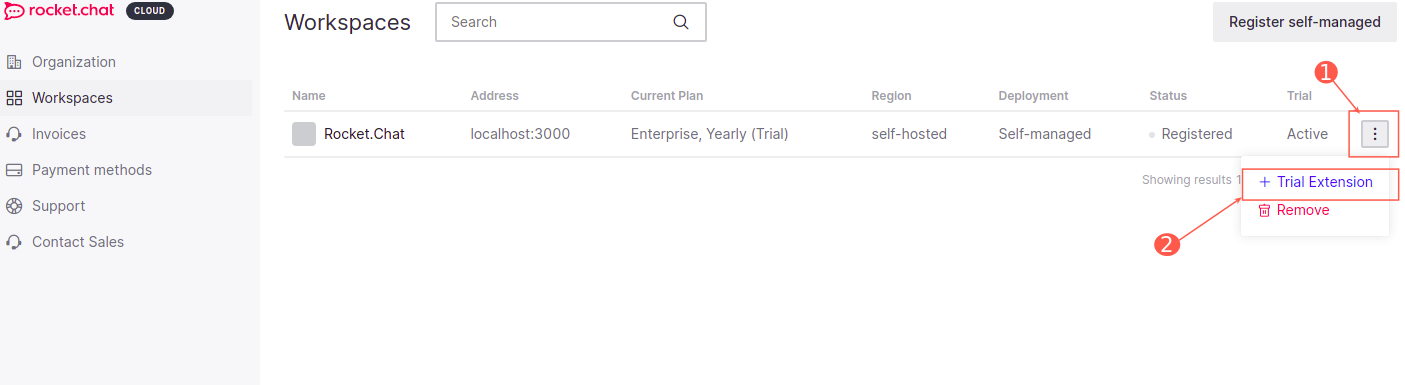 rocket.chat CLOUD
Organization
Workspaces
Invoices
Payment methods
Support
Contact Sales
Workspaces Search Register self-managed
1
Name Address Current Plan Region Deployment Status Trial
Rocket.Chat localhost:3000 Enterprise, Yearly (Trial) self-hosted Self-managed Registered Active
Showing results 1
+ Trial Extension
Remove
2